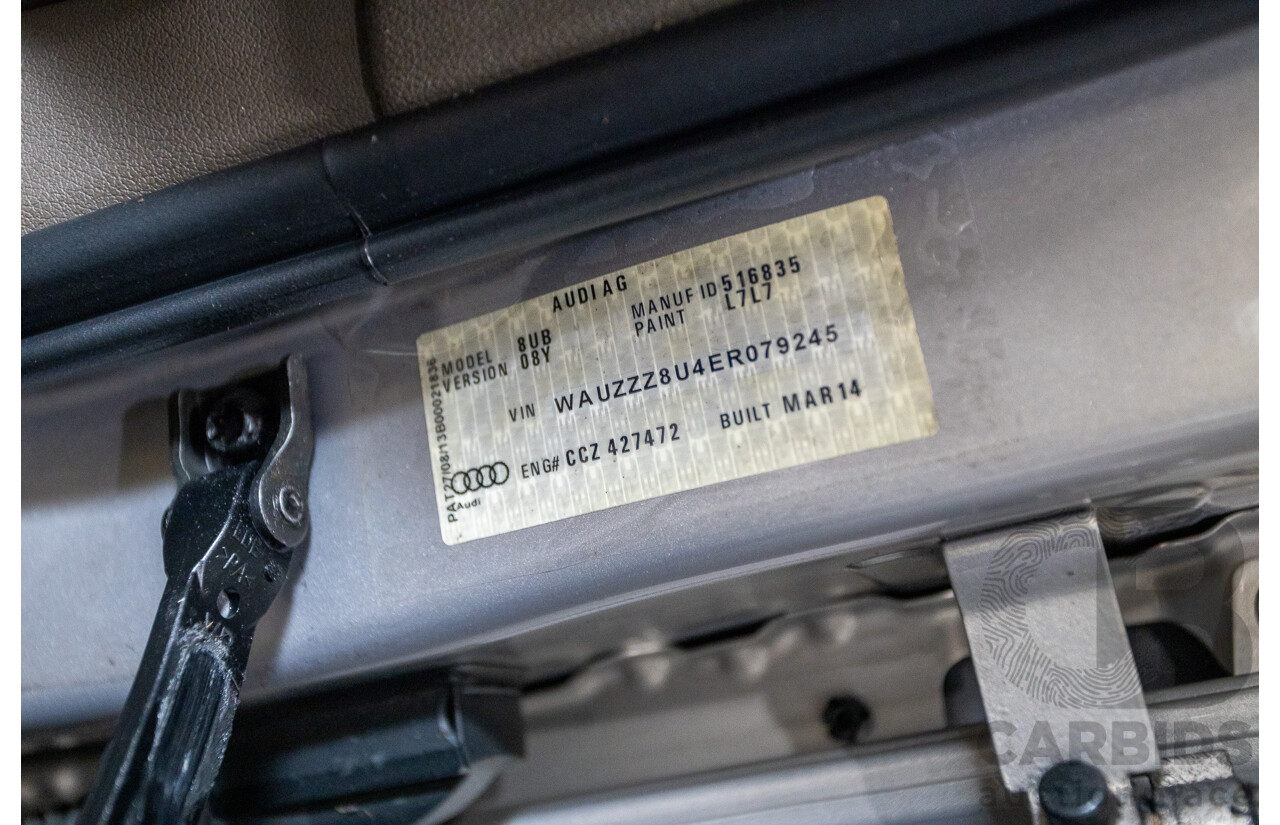 AUDI AG
MODEL 8UB MANUF ID 516835
VERSION 08Y PAINT L7L7
VIN WAUZZZ8U4ER079245
ENG# CCZ 427472 BUILT MAR14
Audi
PAT27/08/13B00021836
CARBIDS